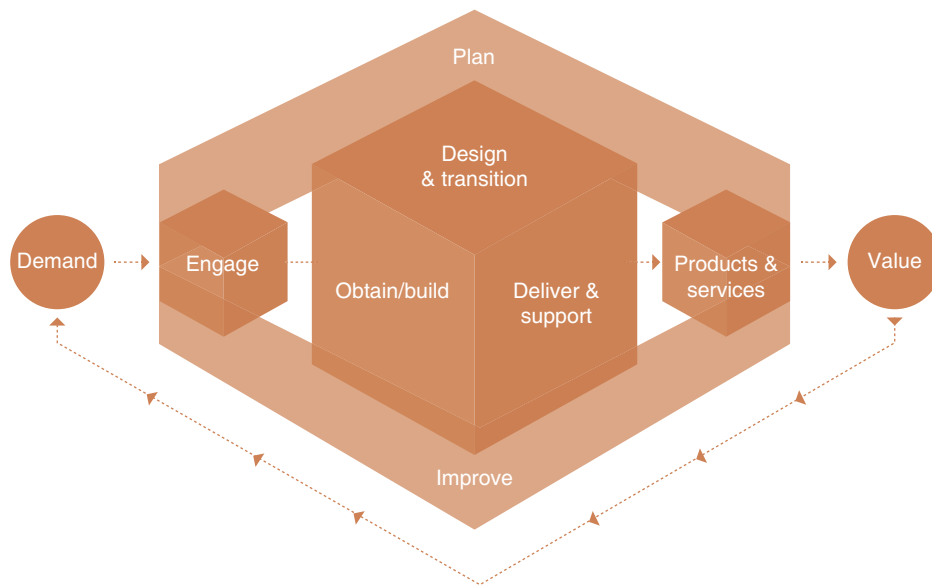 Plan
Design
& transition
Demand
Engage
Obtain/build
Deliver &
support
Products &
services
Value
Improve